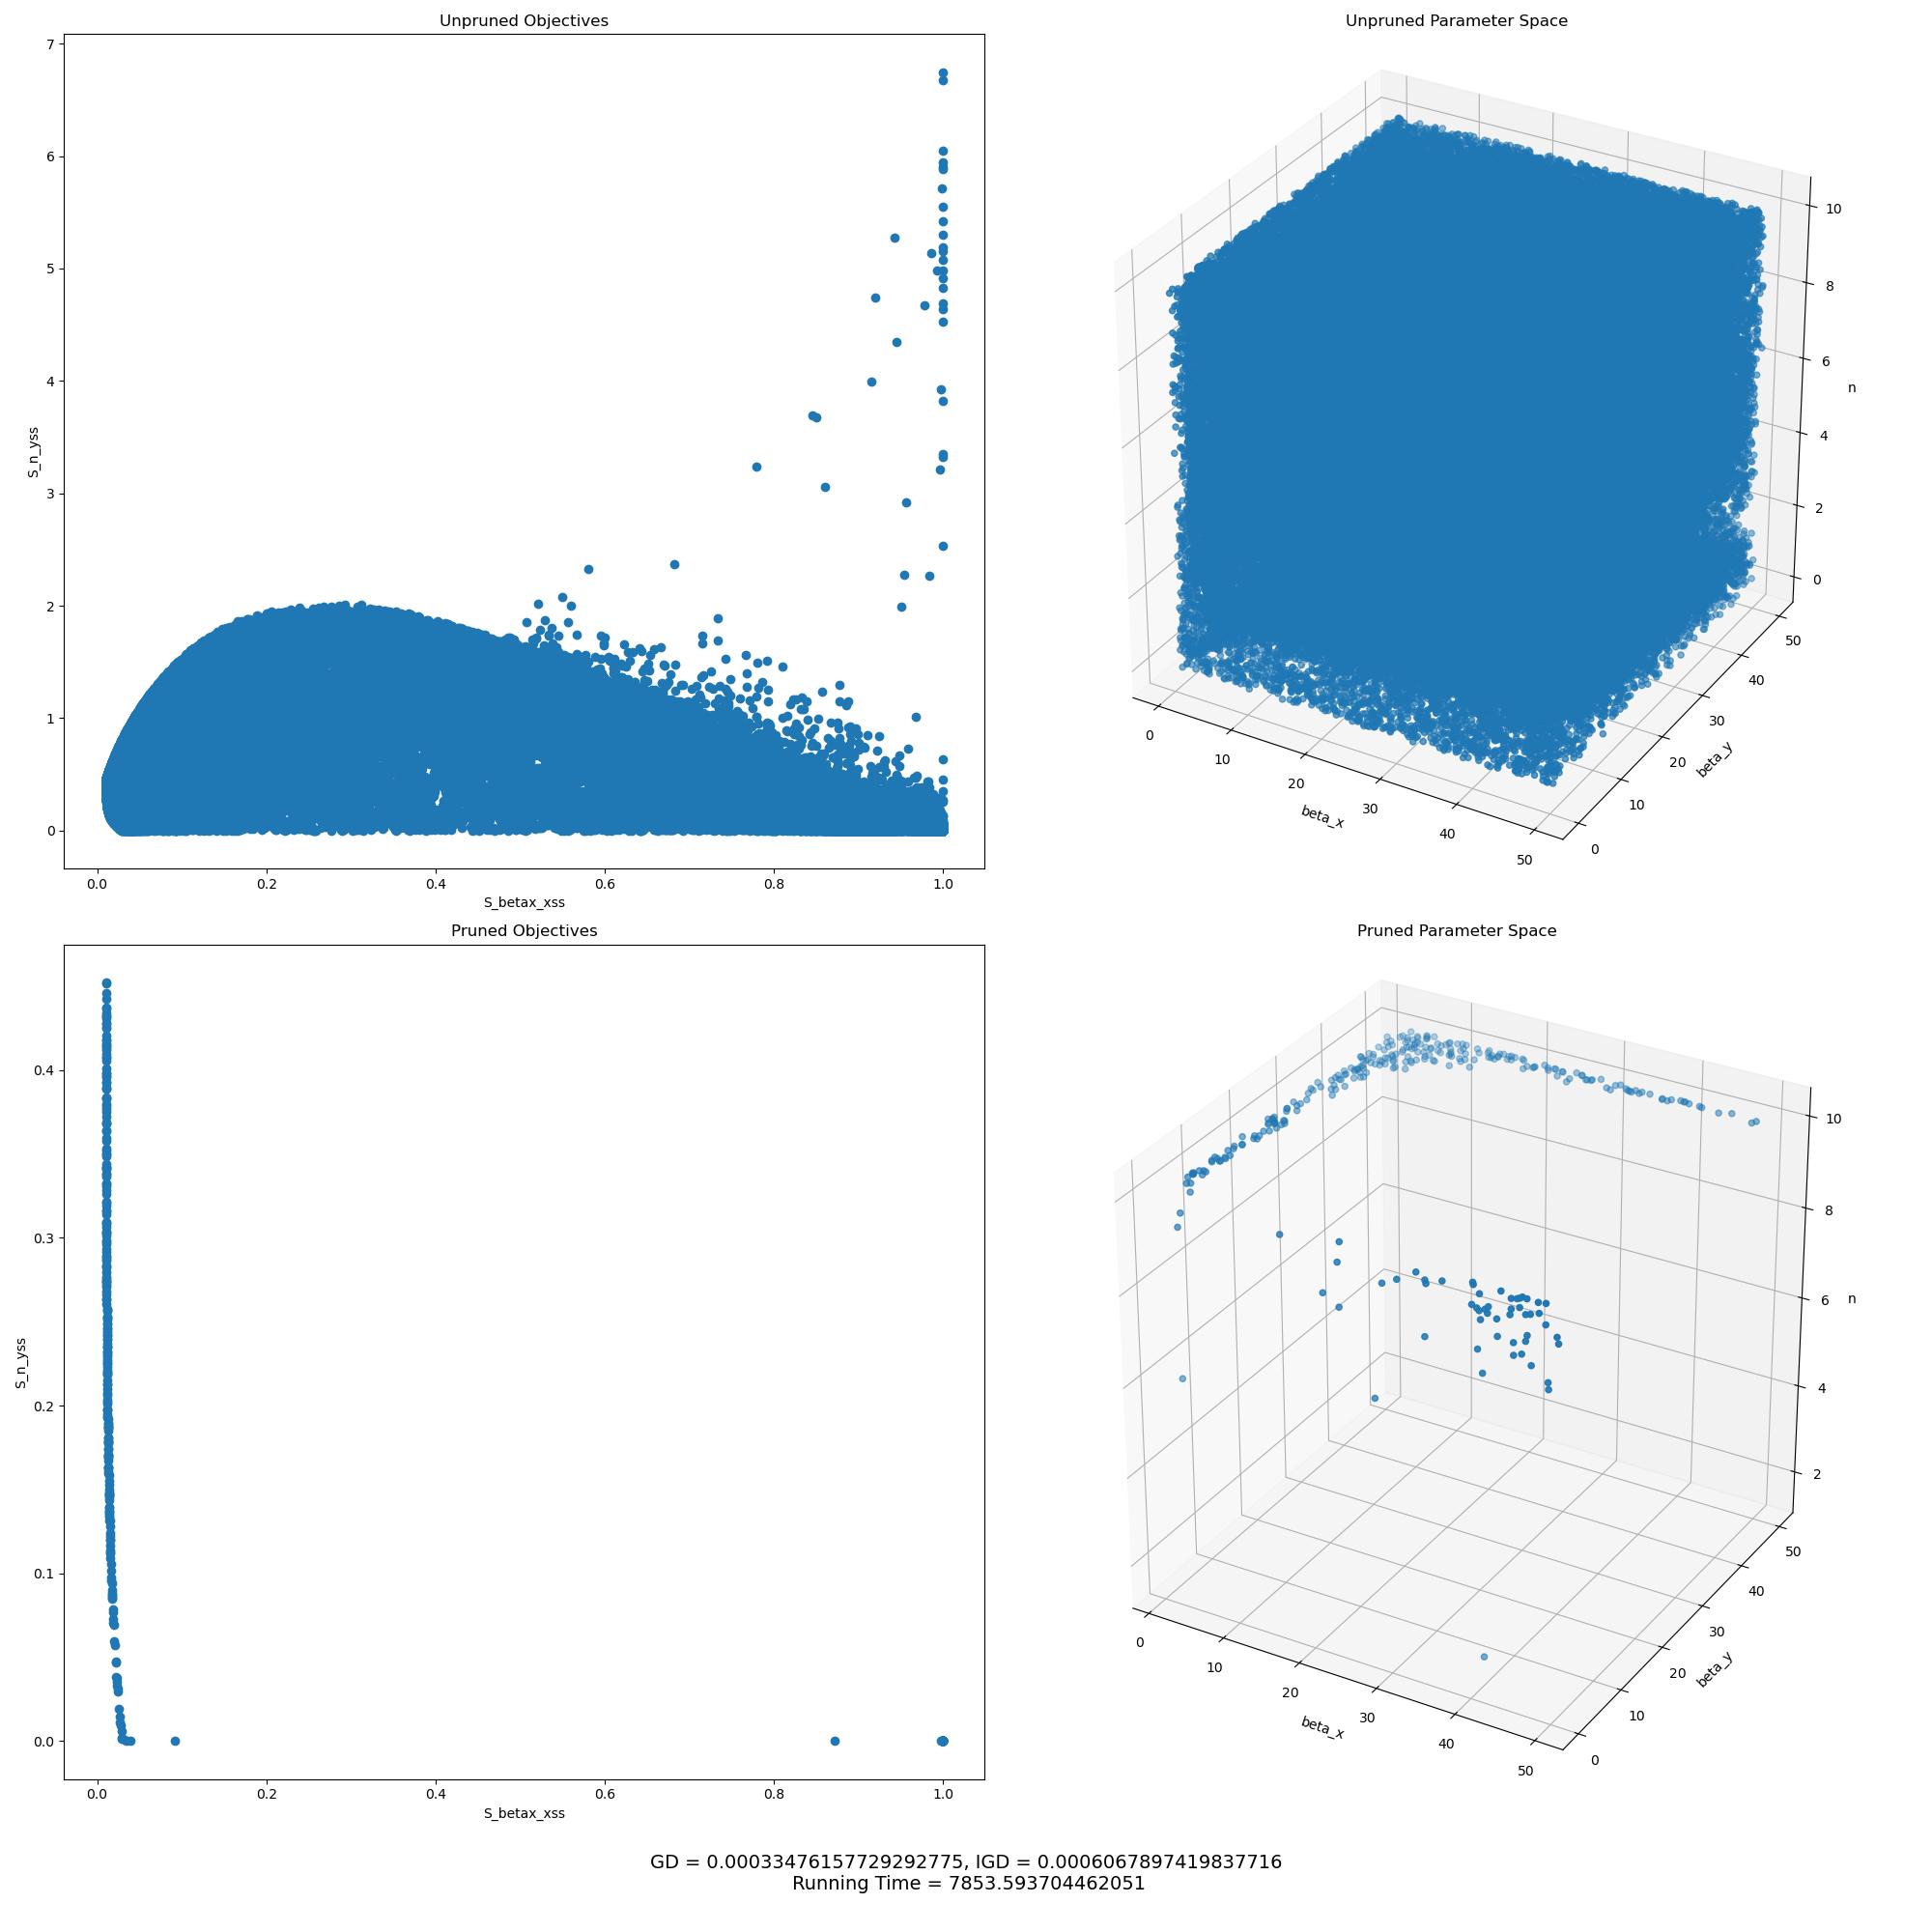 Unpruned Objectives
7
6
5
4
3
2
1
0
S_n_yss
0.0 0.2 0.4 0.6 0.8 1.0
S_betax_xss
Unpruned Parameter Space
10
8
6
4
2
0
n
0 10 20 30 40 50
beta_x
0 10 20 30 40 50
beta_y
Pruned Objectives
0.4
0.3
0.2
0.1
0.0
S_n_yss
0.0 0.2 0.4 0.6 0.8 1.0
S_betax_xss
Pruned Parameter Space
10
8
6
4
2
n
0 10 20 30 40 50
beta_x
0 10 20 30 40 50
beta_y
GD = 0.00033476157729292775, IGD = 0.0006067897419837716
Running Time = 7853.593704462051